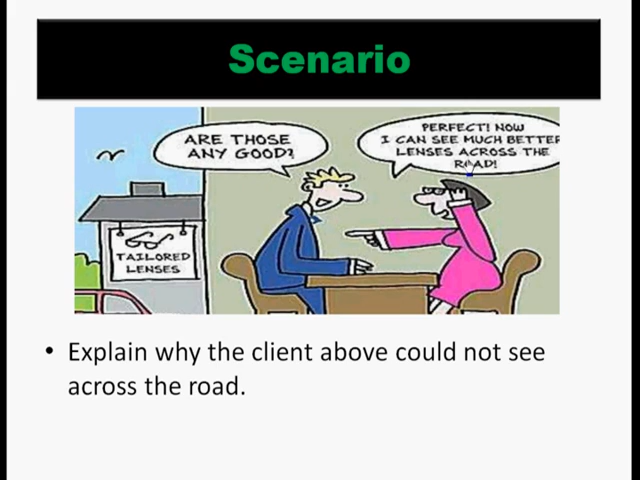 Scenario
ARE THOSE
ANY GOOD?
PERFECT! NOW
I CAN SEE MUCH BETTER
LENSES ACROSS THE
ROAD!
TAILORED
LENSES
• Explain why the client above could not see
across the road.